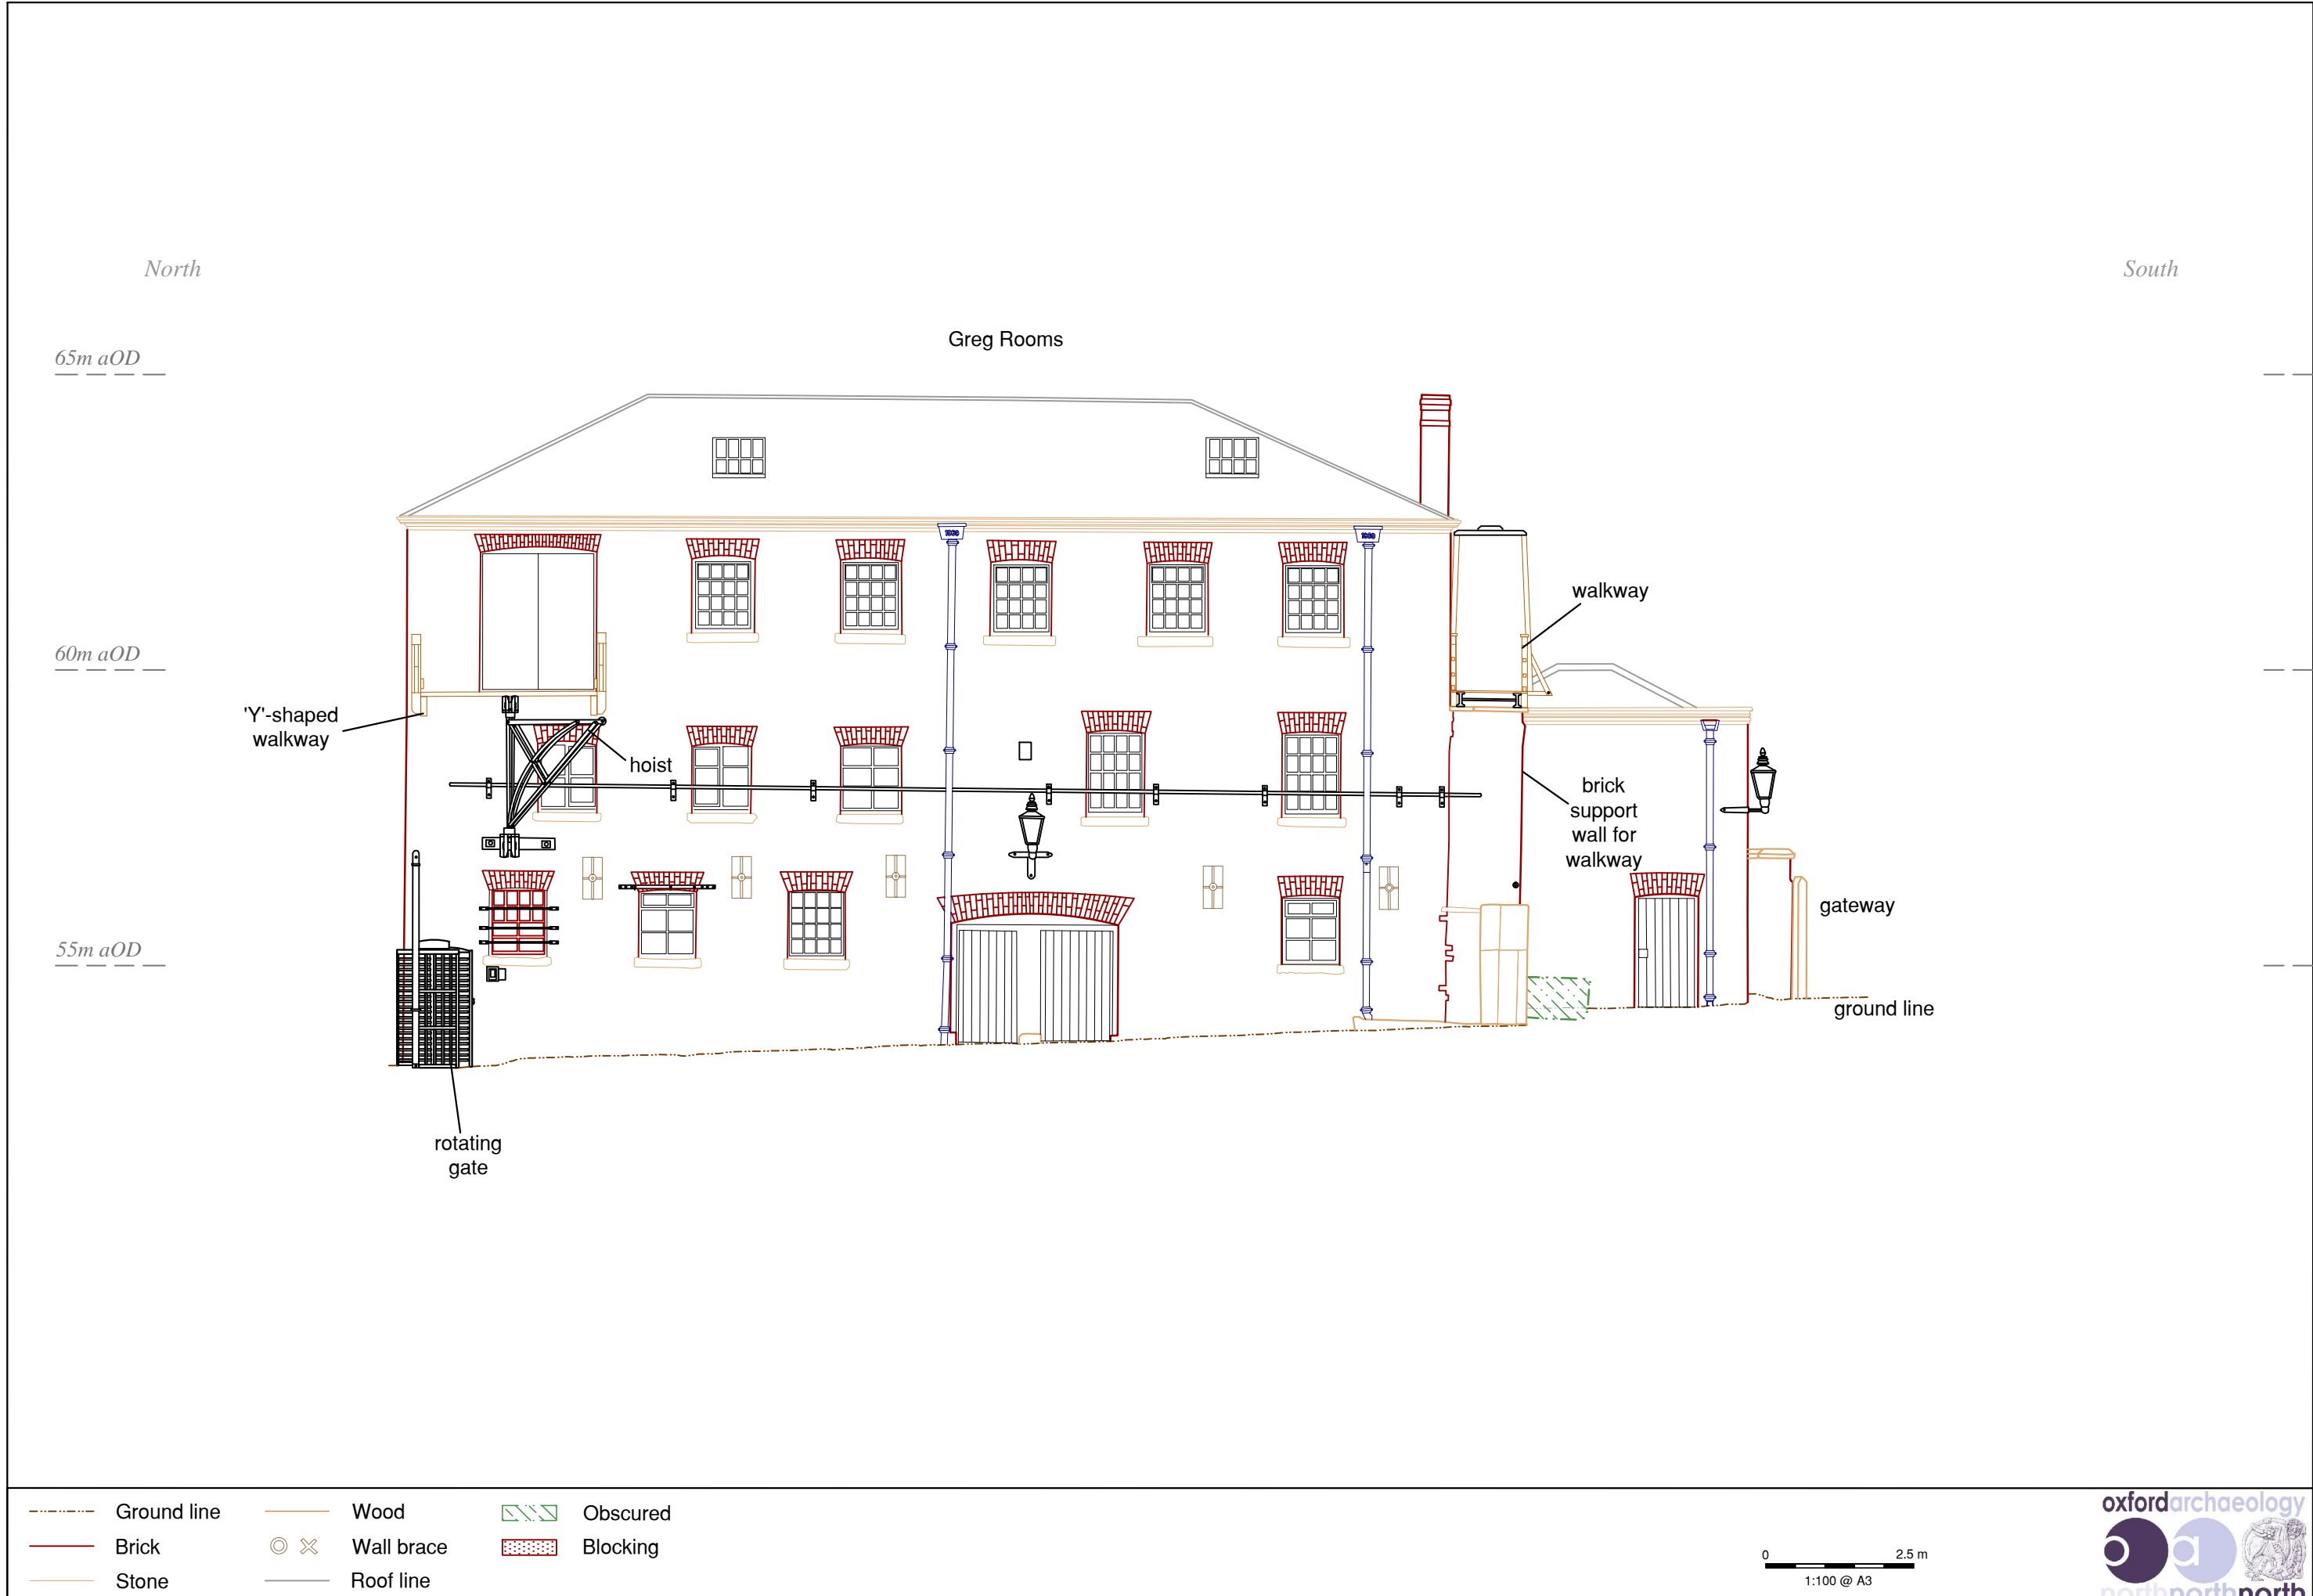 North
South
Greg Rooms
65m aOD
walkway
60m aOD
'Y'-shaped
walkway
hoist
brick
support
wall for
walkway
gateway
55m aOD
ground line
rotating
gate
Ground line
Brick
Stone
Wood
Wall brace
Roof line
Obscured
Blocking
0 2.5 m
1:100 @ A3
oxfordarchaeology
oa
northnorthnorth